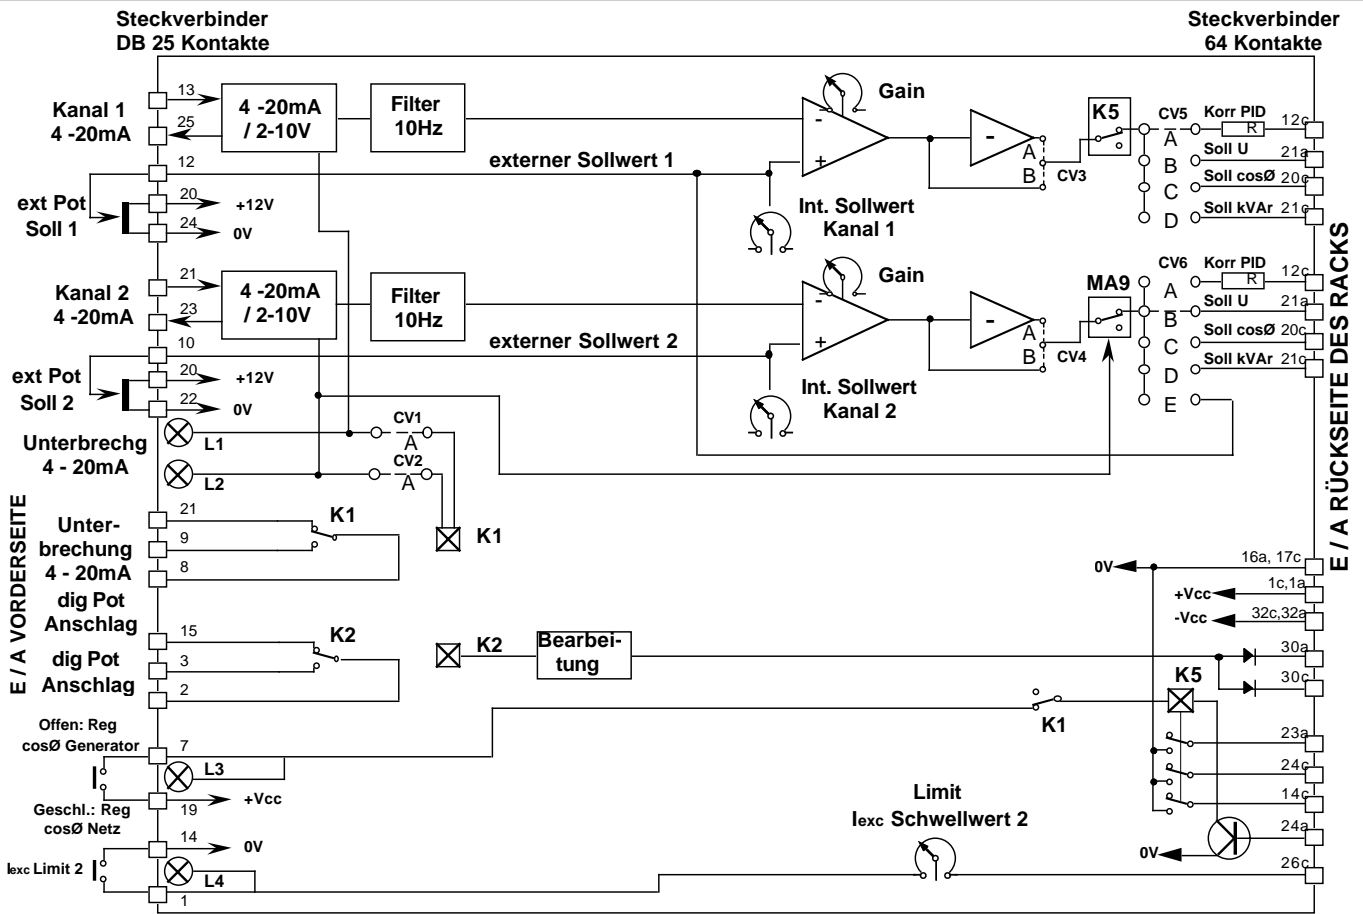 Steckverbinder
DB 25 Kontakte
Steckverbinder
64 Kontakte
Kanal 1
4 -20mA
13
25
4 -20mA
/ 2-10V
Filter
10Hz
Gain
-
+
-
A
B
CV3
K5
CV5
A
B
C
D
Korr PID
R
12c
Soll U
21a
Soll cosØ
20c
Soll kVAr
21c
12
externer Sollwert 1
ext Pot
Soll 1
20
+12V
24
0V
Int. Sollwert
Kanal 1
Kanal 2
4 -20mA
21
23
4 -20mA
/ 2-10V
Filter
10Hz
Gain
-
+
-
A
B
CV4
MA9
CV6
A
B
C
D
E
Korr PID
R
12c
Soll U
21a
Soll cosØ
20c
Soll kVAr
21c
10
externer Sollwert 2
ext Pot
Soll 2
20
+12V
22
0V
Int. Sollwert
Kanal 2
Unterbrechg
4 - 20mA
L1
L2
CV1
A
CV2
A
K1
E / A VORDERSEITE
E / A RÜCKSEITE DES RACKS
Unter-
brechung
4 - 20mA
21
9
8
K1
dig Pot
Anschlag
dig Pot
Anschlag
15
3
2
K2
K2
Bearbei-
tung
0V
16a, 17c
+Vcc
1c,1a
-Vcc
32c,32a
30a
30c
K5
K1
23a
24c
14c
24a
0V
26c
Offen: Reg
cosØ Generator
7
L3
19
+Vcc
Geschl.: Reg
cosØ Netz
14
0V
Iexc Limit 2
L4
1
Limit
Iexc Schwellwert 2